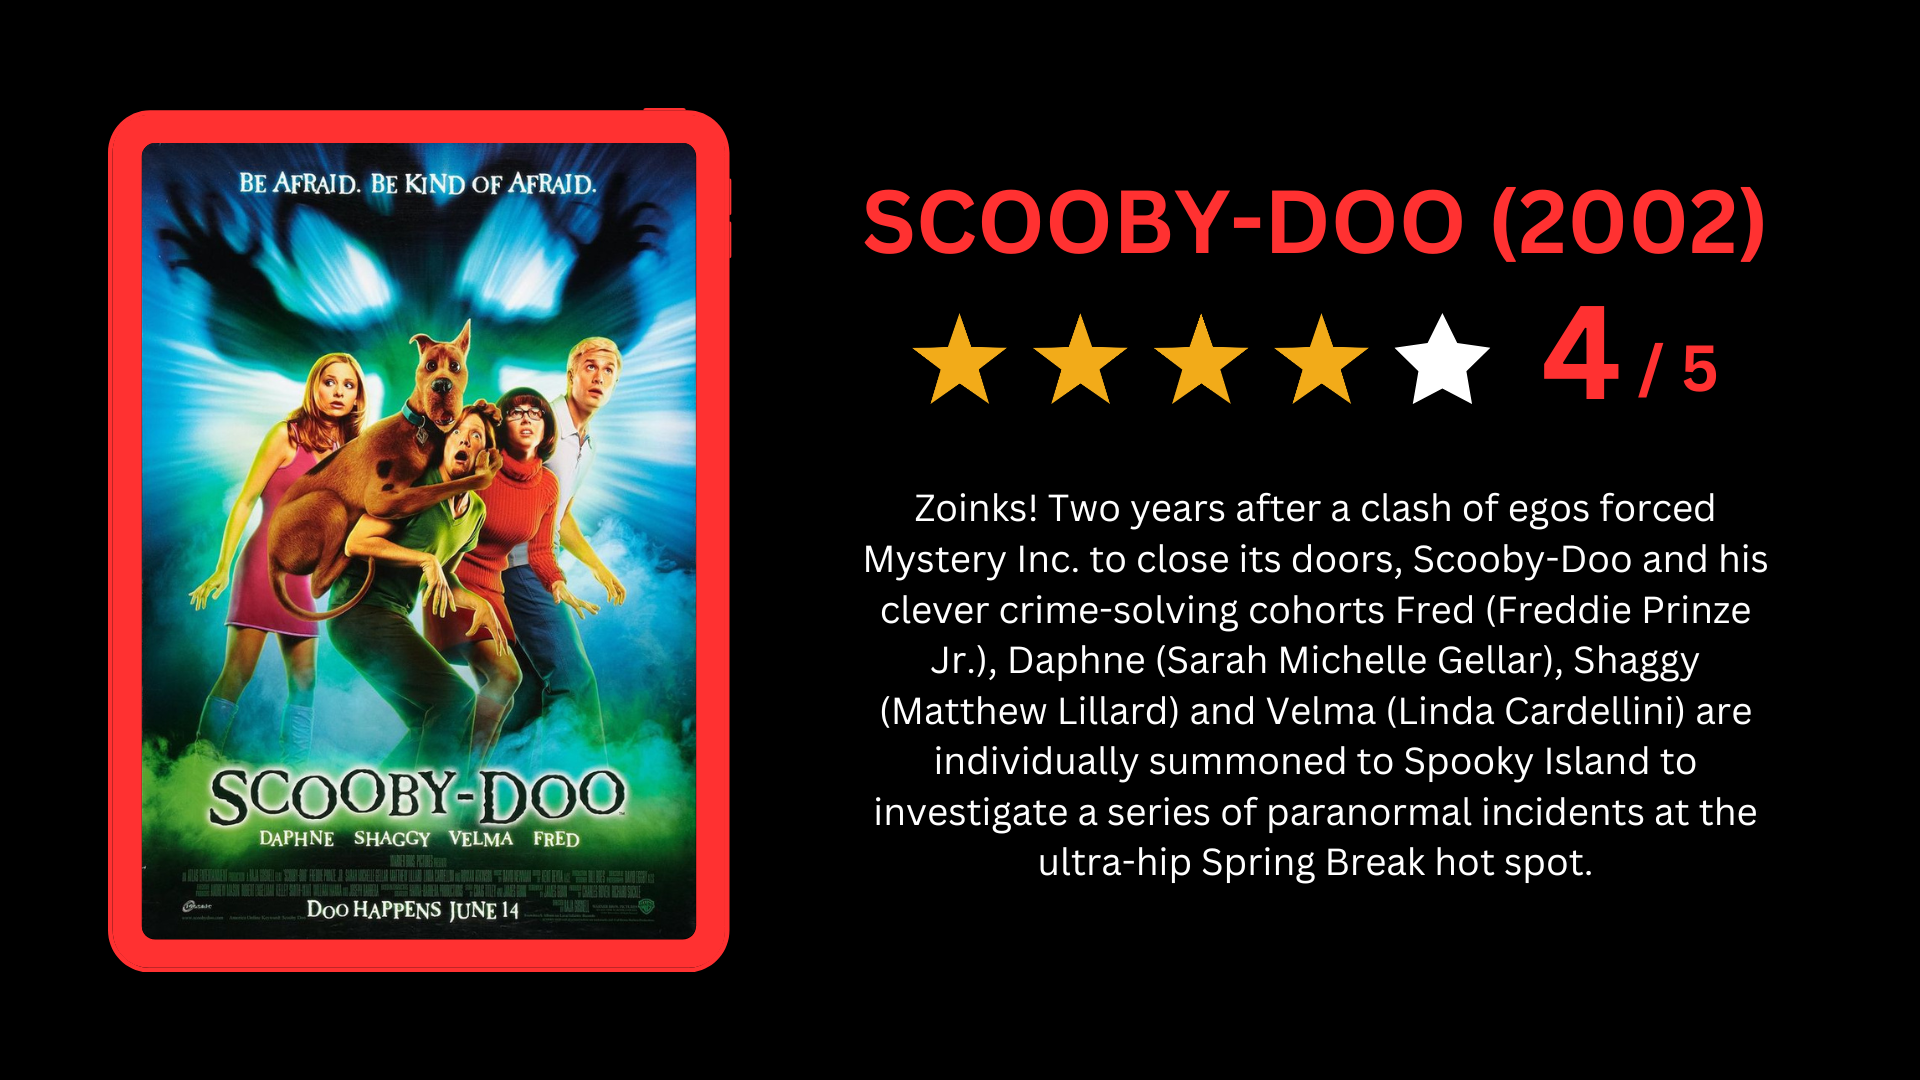 BE AFRAID. BE KIND OF AFRAID.
SCOOBY-DOO
DAPHNE SHAGGY VELMA FRED
DOO HAPPENS JUNE 14
SCOOBY-DOO (2002)
4 / 5
Zoinks! Two years after a clash of egos forced
Mystery Inc. to close its doors, Scooby-Doo and his
clever crime-solving cohorts Fred (Freddie Prinze
Jr.), Daphne (Sarah Michelle Gellar), Shaggy
(Matthew Lillard) and Velma (Linda Cardellini) are
individually summoned to Spooky Island to
investigate a series of paranormal incidents at the
ultra-hip Spring Break hot spot.